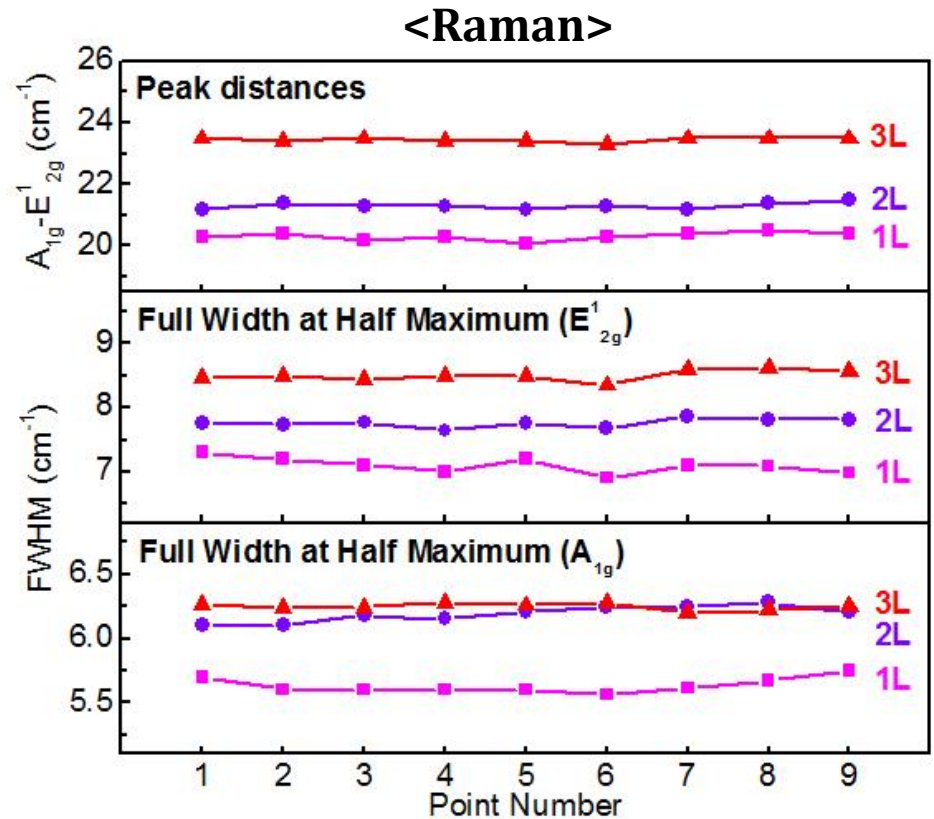 <Raman>
Peak distances
A₁g-E¹₂g (cm⁻¹)
26
24
22
20
3L
2L
1L
Full Width at Half Maximum (E¹₂g)
9
8
7
3L
2L
1L
FWHM (cm⁻¹)
Full Width at Half Maximum (A₁g)
6.5
6.0
5.5
3L
2L
1L
1 2 3 4 5 6 7 8 9
Point Number